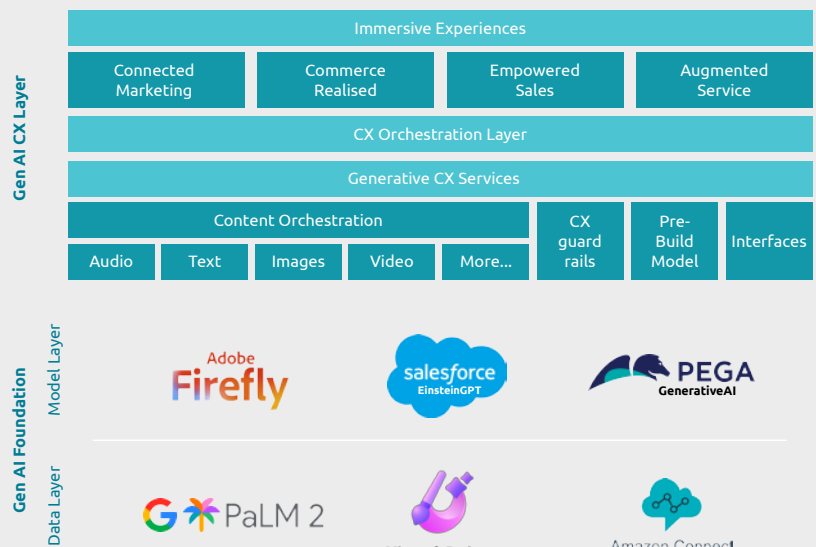 Immersive Experiences
Gen AI CX Layer
Connected
Marketing
Commerce
Realised
Empowered
Sales
Augmented
Service
CX Orchestration Layer
Generative CX Services
Content Orchestration
CX
guard
rails
Pre-
Build
Model
Interfaces
Audio
Text
Images
Video
More...
Gen AI Foundation
Model Layer
Adobe
Firefly
salesforce
EinsteinGPT
PEGA
GenerativeAI
Data Layer
PaLM 2
Amazon Connect